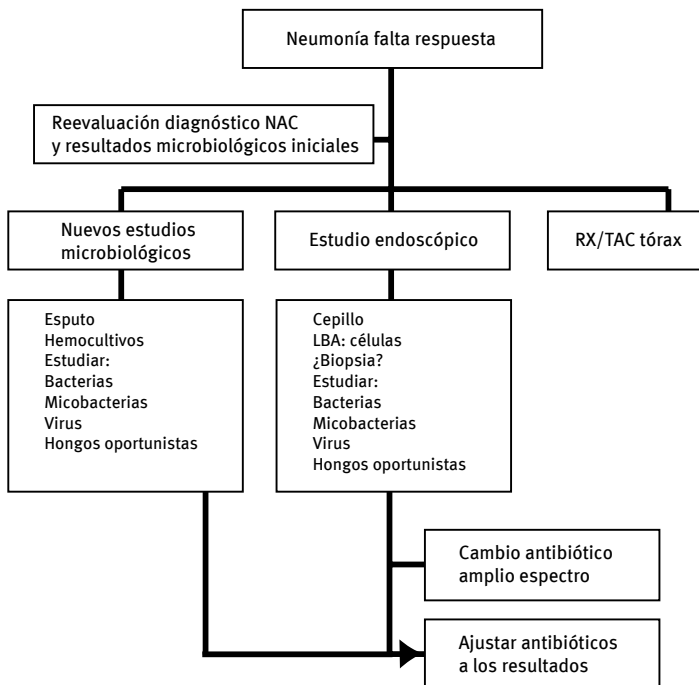 Neumonía falta respuesta
Reevaluación diagnóstico NAC
y resultados microbiológicos iniciales
Nuevos estudios
microbiológicos
Estudio endoscópico
RX/TAC tórax
Esputo
Hemocultivos
Estudiar:
Bacterias
Micobacterias
Virus
Hongos oportunistas
Cepillo
LBA: células
¿Biopsia?
Estudiar:
Bacterias
Micobacterias
Virus
Hongos oportunistas
Cambio antibiótico
amplio espectro
Ajustar antibióticos
a los resultados